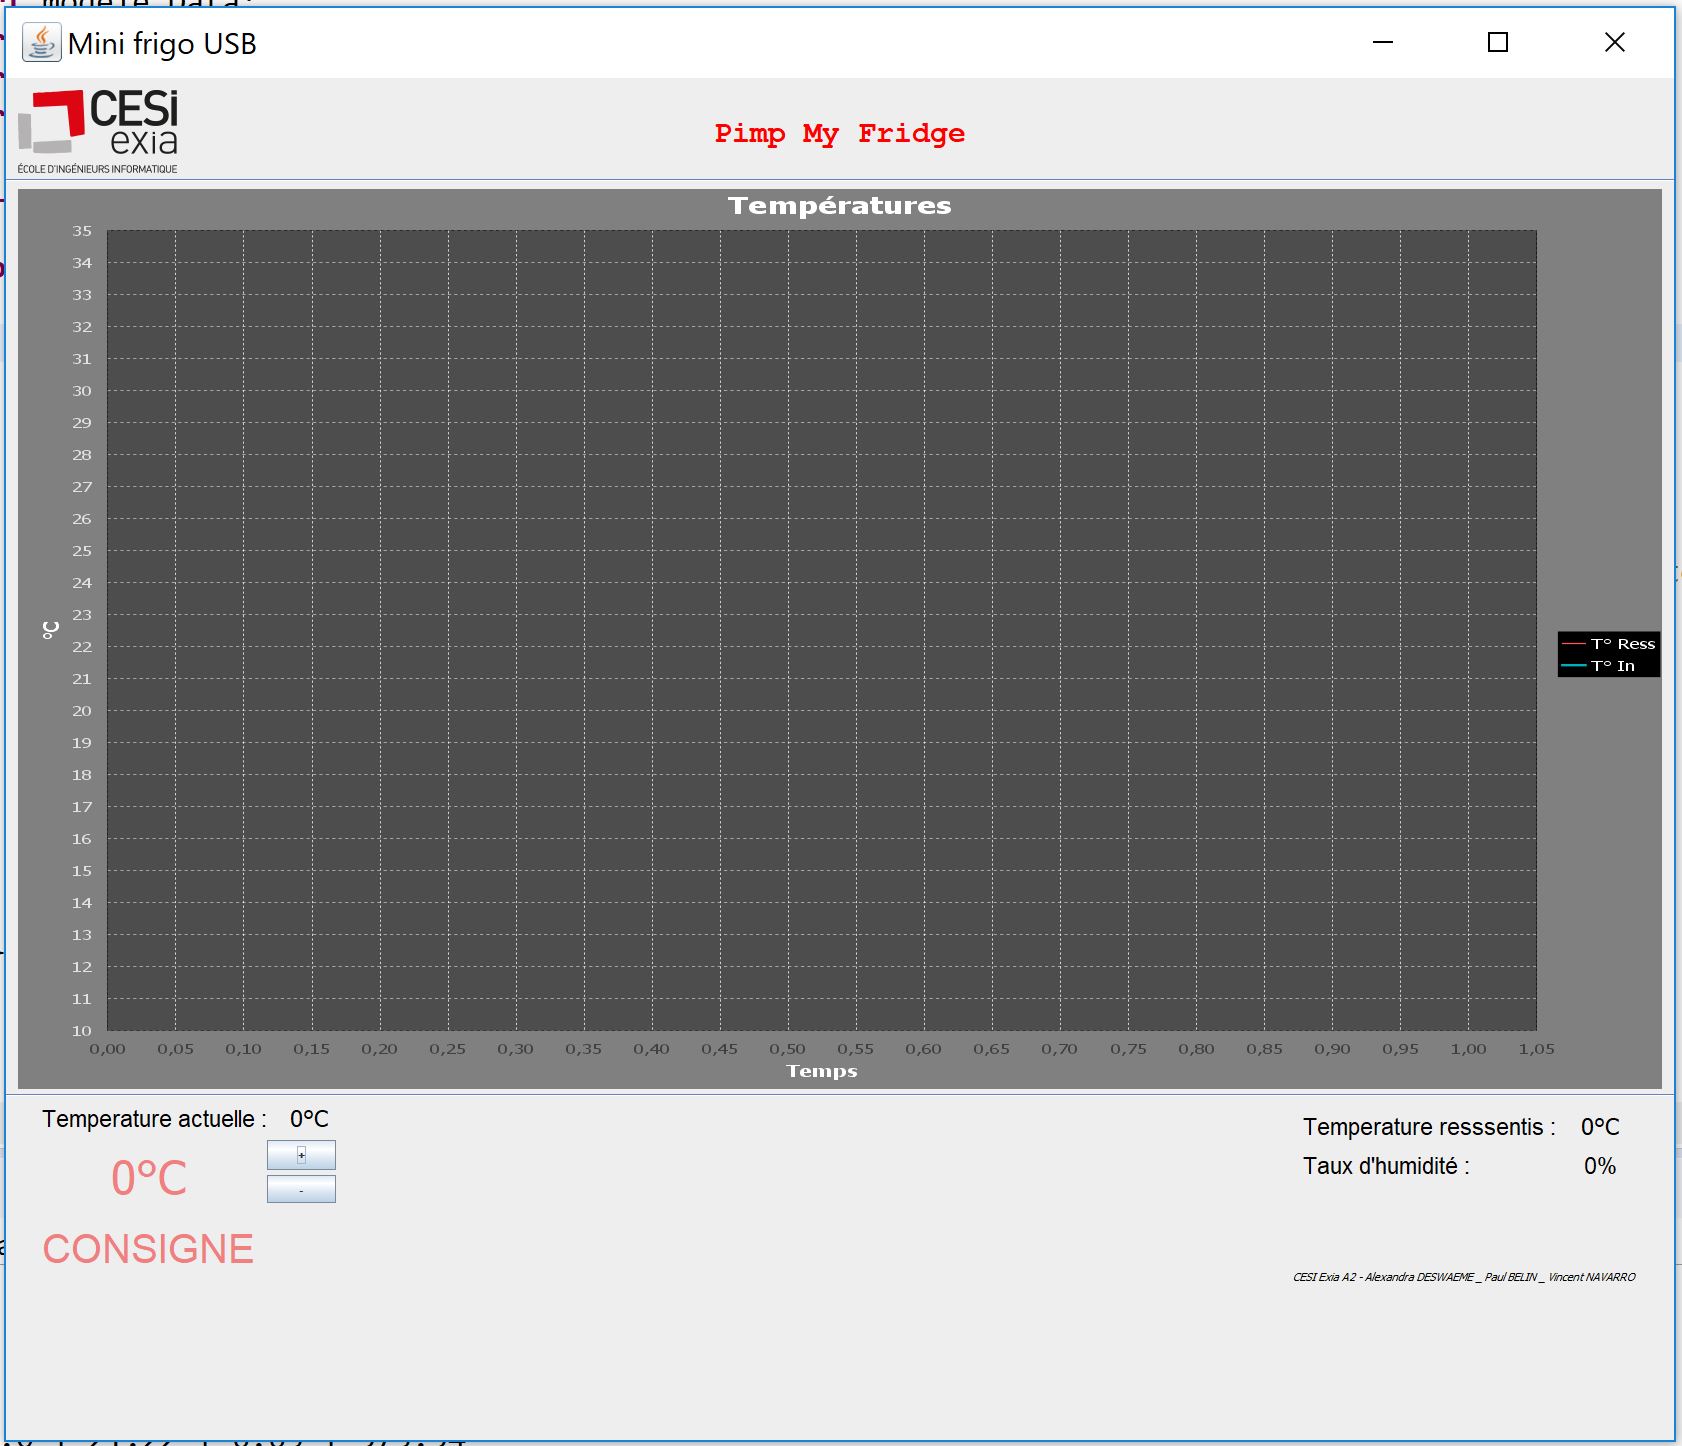 Mini frigo USB
CESi
exia
ÉCOLE D'INGÉNIEURS INFORMATIQUE
Pimp My Fridge
Températures
35
34
33
32
31
30
29
28
27
26
25
24
23
22
21
20
19
18
17
16
15
14
13
12
11
10
°C
0,00 0,05 0,10 0,15 0,20 0,25 0,30 0,35 0,40 0,45 0,50 0,55 0,60 0,65 0,70 0,75 0,80 0,85 0,90 0,95 1,00 1,05
Temps
T° Ress
T° In
Temperature actuelle : 0°C
+
-
0°C
CONSIGNE
Temperature resssentis : 0°C
Taux d'humidité : 0%
CESI Exia A2 - Alexandra DESWAEME _ Paul BELIN _ Vincent NAVARRO